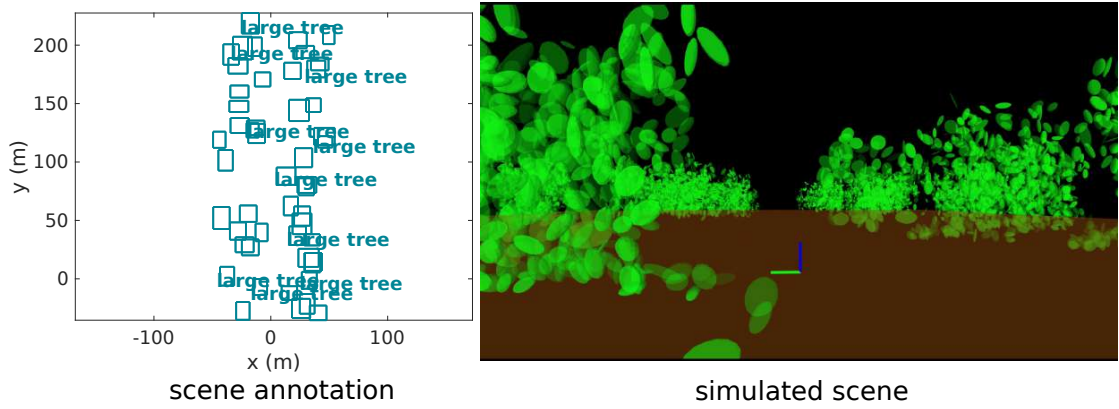 200
150
100
50
0
y (m)
-100
0
100
x (m)
large tree
large tree
large tree
large tree
large tree
large tree
large tree
large tree
large tree
large tree
scene annotation
simulated scene